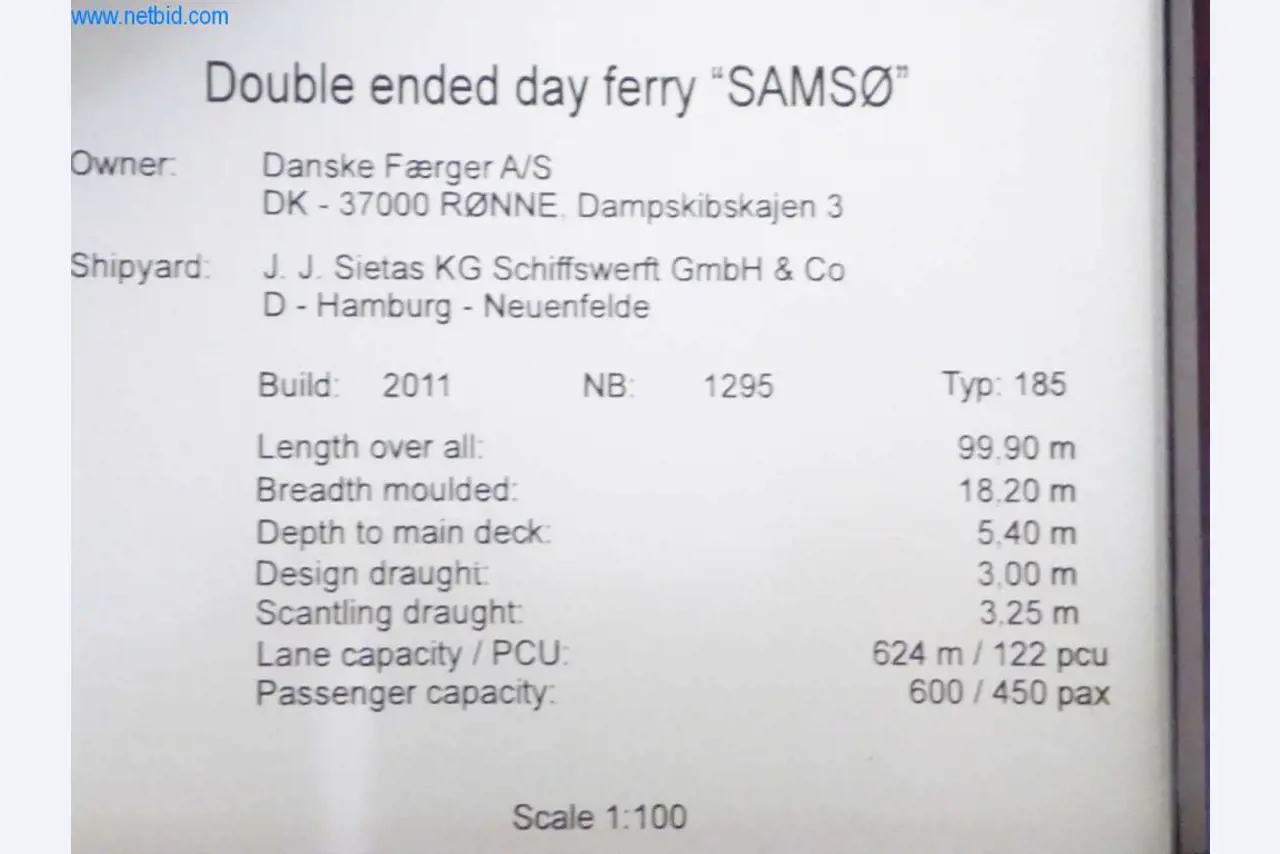 www.netbid.com
Double ended day ferry “SAMSØ”
Owner: Danske Færger A/S
DK - 37000 RØNNE, Dampskibskajen 3
Shipyard: J. J. Sietas KG Schiffswerft GmbH & Co
D - Hamburg - Neuenfelde
Build: 2011 NB: 1295 Typ: 185
Length over all: 99,90 m
Breadth moulded: 18,20 m
Depth to main deck: 5,40 m
Design draught: 3,00 m
Scantling draught: 3,25 m
Lane capacity / PCU: 624 m / 122 pcu
Passenger capacity: 600 / 450 pax
Scale 1:100